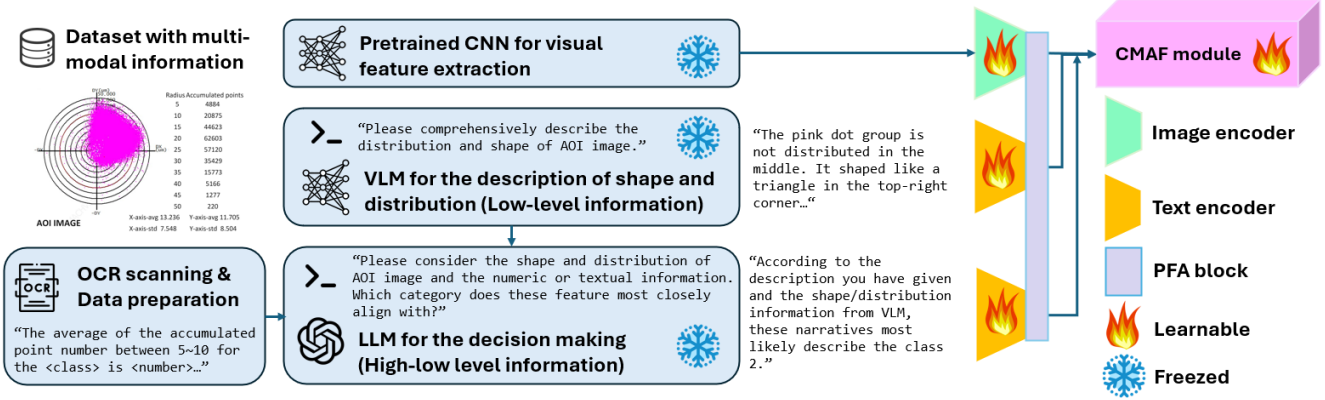 Dataset with multi-
modal information
0Y(um)
Radius Accumulated points
5 4884
10 20875
15 44623
20 62603
25 57120
30 35429
35 15773
40 5166
45 1277
50 220
-0Y
X-axis-avg 13.236 Y-axis-avg 11.705
X-axis-std 7.548 Y-axis-std 8.504
AOI IMAGE
OCR
OCR scanning &
Data preparation
“The average of the accumulated
point number between 5~10 for
the <class> is <number>…”
Pretrained CNN for visual
feature extraction
“Please comprehensively describe the
distribution and shape of AOI image.”
VLM for the description of shape and
distribution (Low-level information)
“Please consider the shape and distribution of
AOI image and the numeric or textual information.
Which category does these feature most closely
align with?”
LLM for the decision making
(High-low level information)
“The pink dot group is
not distributed in the
middle. It shaped like a
triangle in the top-right
corner…“
“According to the
description you have given
and the shape/distribution
information from VLM,
these narratives most
likely describe the class
2.”
CMAF module
Image encoder
Text encoder
PFA block
Learnable
Freezed